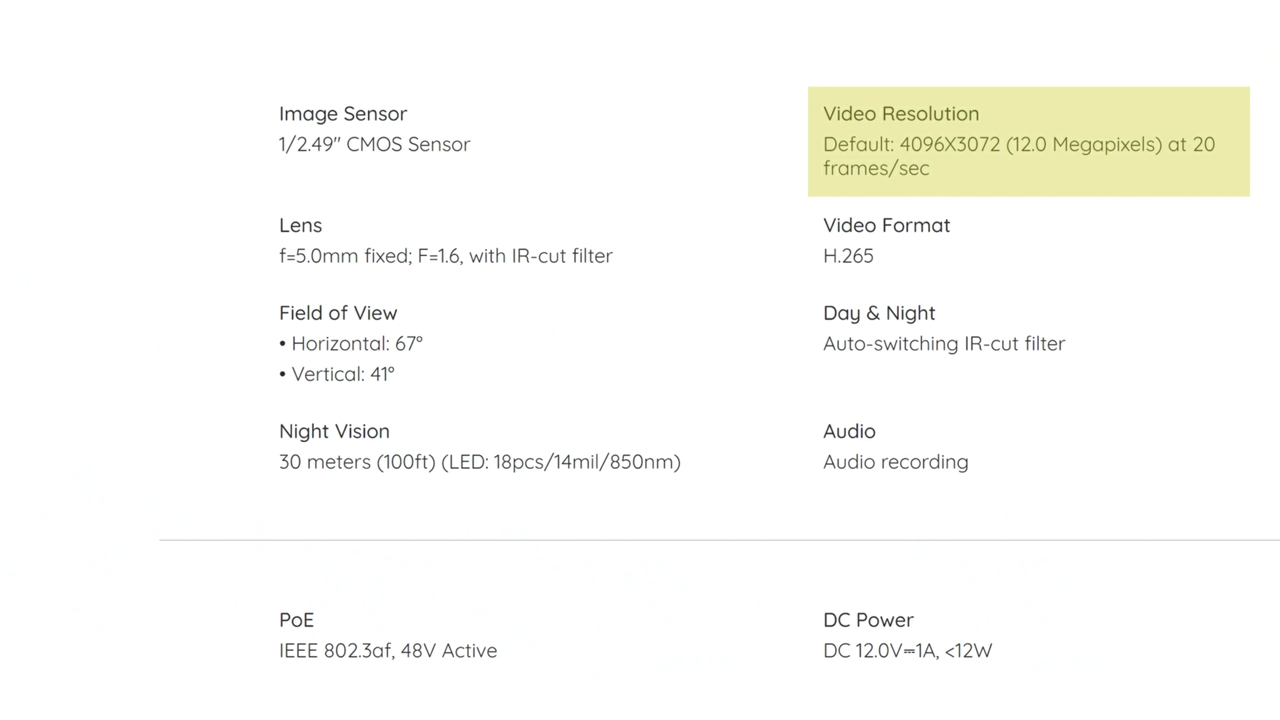 Image Sensor
1/2.49" CMOS Sensor
Video Resolution
Default: 4096X3072 (12.0 Megapixels) at 20
frames/sec
Lens
f=5.0mm fixed; F=1.6, with IR-cut filter
Video Format
H.265
Field of View
• Horizontal: 67°
• Vertical: 41°
Day & Night
Auto-switching IR-cut filter
Night Vision
30 meters (100ft) (LED: 18pcs/14mil/850nm)
Audio
Audio recording
PoE
IEEE 802.3af, 48V Active
DC Power
DC 12.0V⎓1A, <12W